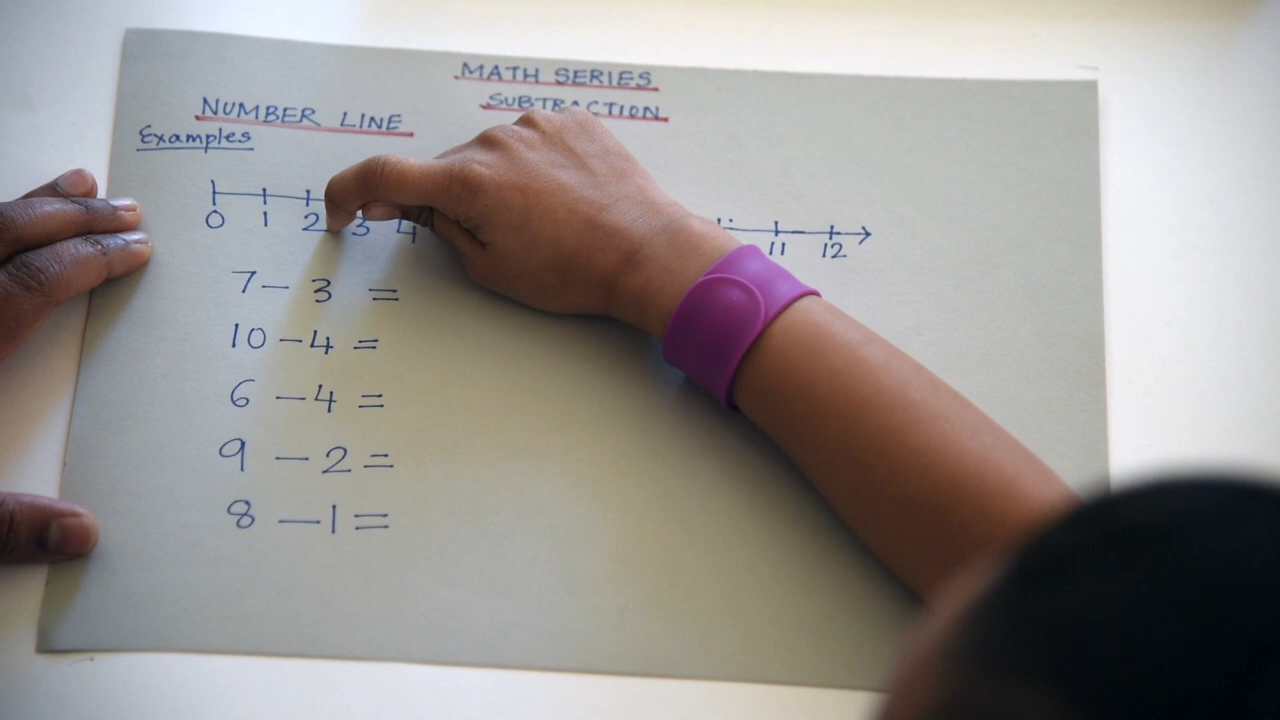 MATH SERIES
SUBTRACTION
NUMBER LINE
Examples
0 1 2 3 4 11 12
7 - 3 =
10 - 4 =
6 - 4 =
9 - 2 =
8 - 1 =